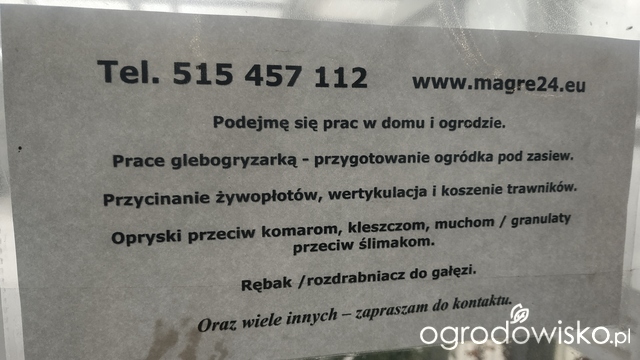 Tel. 515 457 112 www.magre24.eu
Podejmę się prac w domu i ogrodzie.
Prace glebogryzarką - przygotowanie ogródka pod zasiew.
Przycinanie żywopłotów, wertykulacja i koszenie trawników.
Opryski przeciw komarom, kleszczom, muchom / granulaty
przeciw ślimakom.
Rębak /rozdrabniacz do gałęzi.
Oraz wiele innych – zapraszam do kontaktu.
ogrodowisko.pl